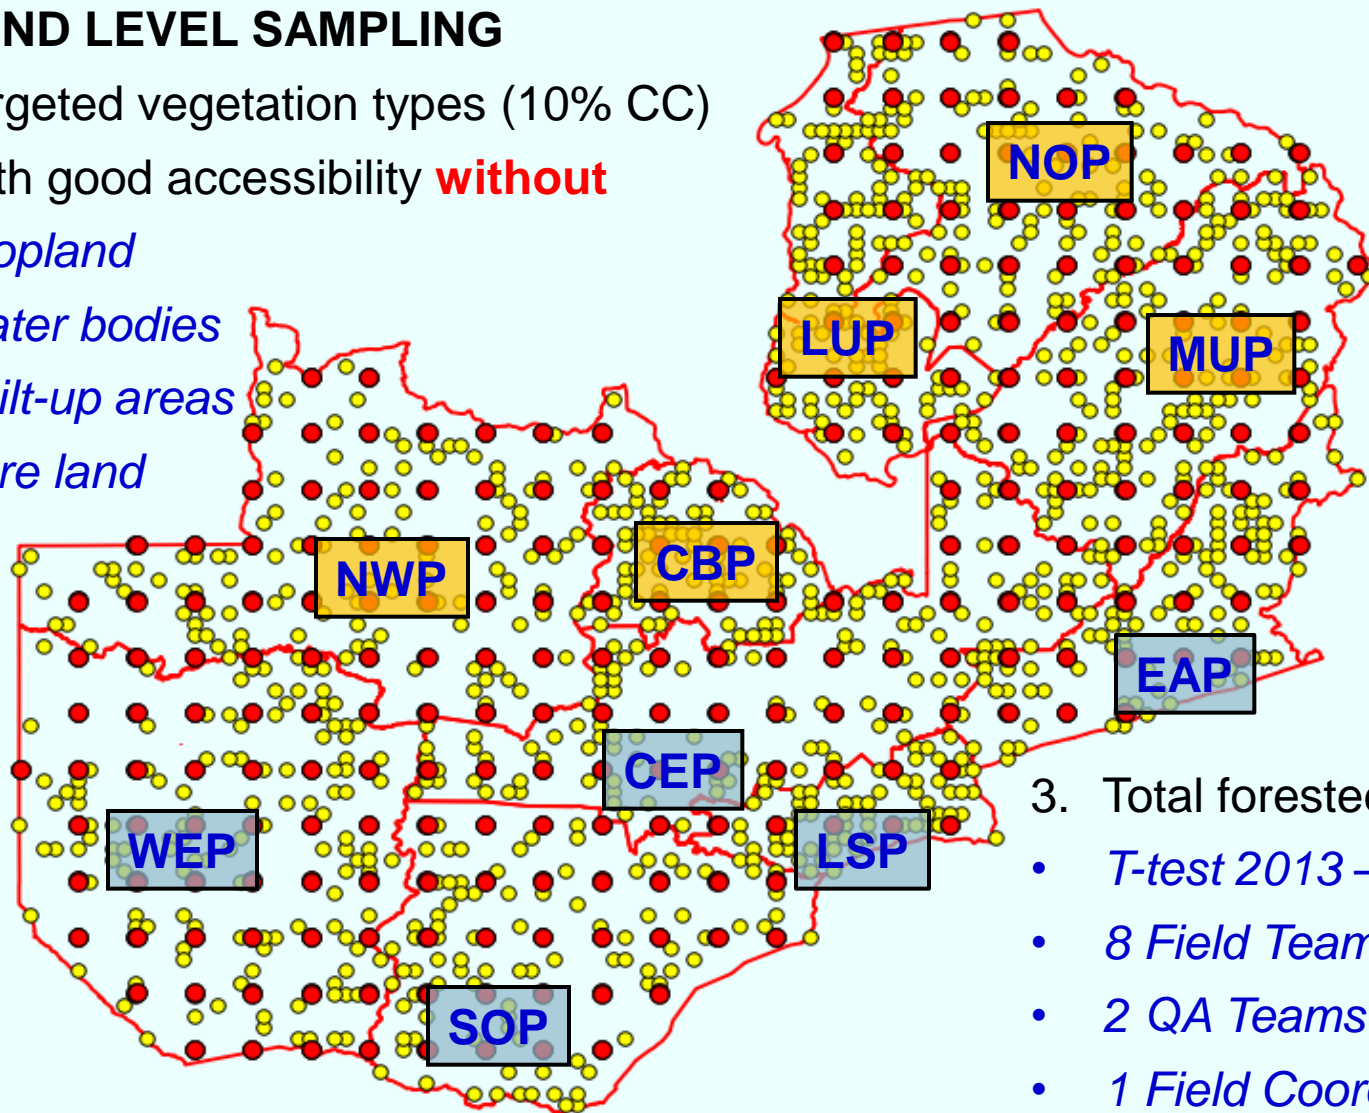 ND LEVEL SAMPLING
rgeted vegetation types (10% CC)
th good accessibility without
opland
ater bodies
ilt-up areas
re land
NOP
LUP
MUP
NWP
CBP
EAP
CEP
WEP
LSP
SOP
3. Total forested
• T-test 2013 –
• 8 Field Team
• 2 QA Teams
• 1 Field Coor